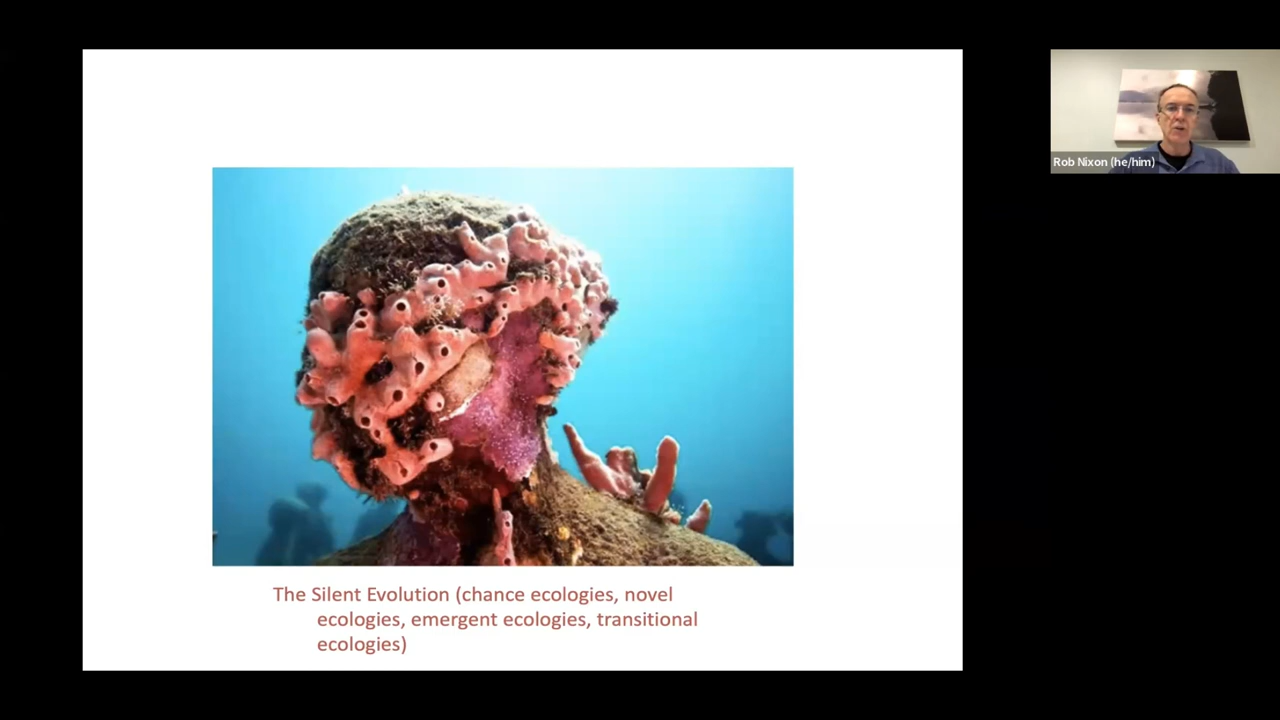 Rob Nixon (he/him)
The Silent Evolution (chance ecologies, novel
ecologies, emergent ecologies, transitional
ecologies)